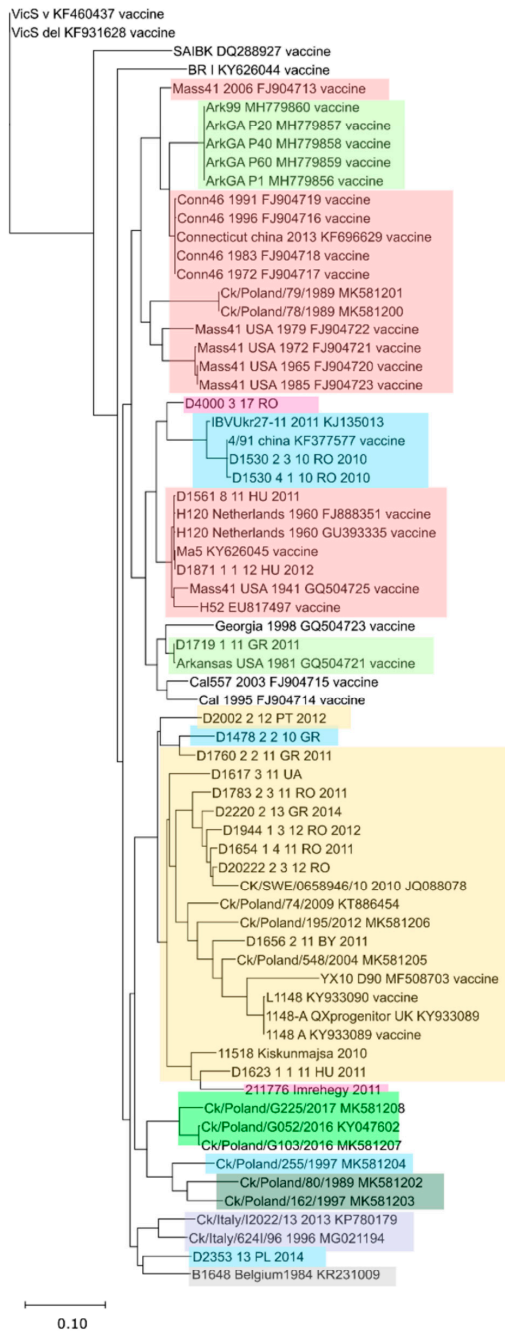 VicS v KF460437 vaccine
VicS del KF931628 vaccine
SAIBK DQ288927 vaccine
BR I KY626044 vaccine
Mass41 2006 FJ904713 vaccine
Ark99 MH779860 vaccine
ArkGA P20 MH779857 vaccine
ArkGA P40 MH779858 vaccine
ArkGA P60 MH779859 vaccine
ArkGA P1 MH779856 vaccine
Conn46 1991 FJ904719 vaccine
Conn46 1996 FJ904716 vaccine
Connecticut china 2013 KF696629 vaccine
Conn46 1983 FJ904718 vaccine
Conn46 1972 FJ904717 vaccine
Ck/Poland/79/1989 MK581201
Ck/Poland/78/1989 MK581200
Mass41 USA 1979 FJ904722 vaccine
Mass41 USA 1972 FJ904721 vaccine
Mass41 USA 1965 FJ904720 vaccine
Mass41 USA 1985 FJ904723 vaccine
D4000 3 17 RO
IBVUkr27-11 2011 KJ135013
4/91 china KF377577 vaccine
D1530 2 3 10 RO 2010
D1530 4 1 10 RO 2010
D1561 8 11 HU 2011
H120 Netherlands 1960 FJ888351 vaccine
H120 Netherlands 1960 GU393335 vaccine
Ma5 KY626045 vaccine
D1871 1 1 12 HU 2012
Mass41 USA 1941 GQ504725 vaccine
H52 EU817497 vaccine
Georgia 1998 GQ504723 vaccine
D1719 1 11 GR 2011
Arkansas USA 1981 GQ504721 vaccine
Cal557 2003 FJ904715 vaccine
Cal 1995 FJ904714 vaccine
D2002 2 12 PT 2012
D1478 2 2 10 GR
D1760 2 2 11 GR 2011
D1617 3 11 UA
D1783 2 3 11 RO 2011
D2220 2 13 GR 2014
D1944 1 3 12 RO 2012
D1654 1 4 11 RO 2011
D20222 2 3 12 RO
CK/SWE/0658946/10 2010 JQ088078
Ck/Poland/74/2009 KT886454
Ck/Poland/195/2012 MK581206
D1656 2 11 BY 2011
Ck/Poland/548/2004 MK581205
YX10 D90 MF508703 vaccine
L1148 KY933090 vaccine
1148-A QXprogenitor UK KY933089
1148 A KY933089 vaccine
11518 Kiskunmajsa 2010
D1623 1 1 11 HU 2011
211776 Imrehegy 2011
Ck/Poland/G225/2017 MK581208
Ck/Poland/G052/2016 KY047602
Ck/Poland/G103/2016 MK581207
Ck/Poland/255/1997 MK581204
Ck/Poland/80/1989 MK581202
Ck/Poland/162/1997 MK581203
Ck/Italy/I2022/13 2013 KP780179
Ck/Italy/624I/96 1996 MG021194
D2353 13 PL 2014
B1648 Belgium1984 KR231009
0.10